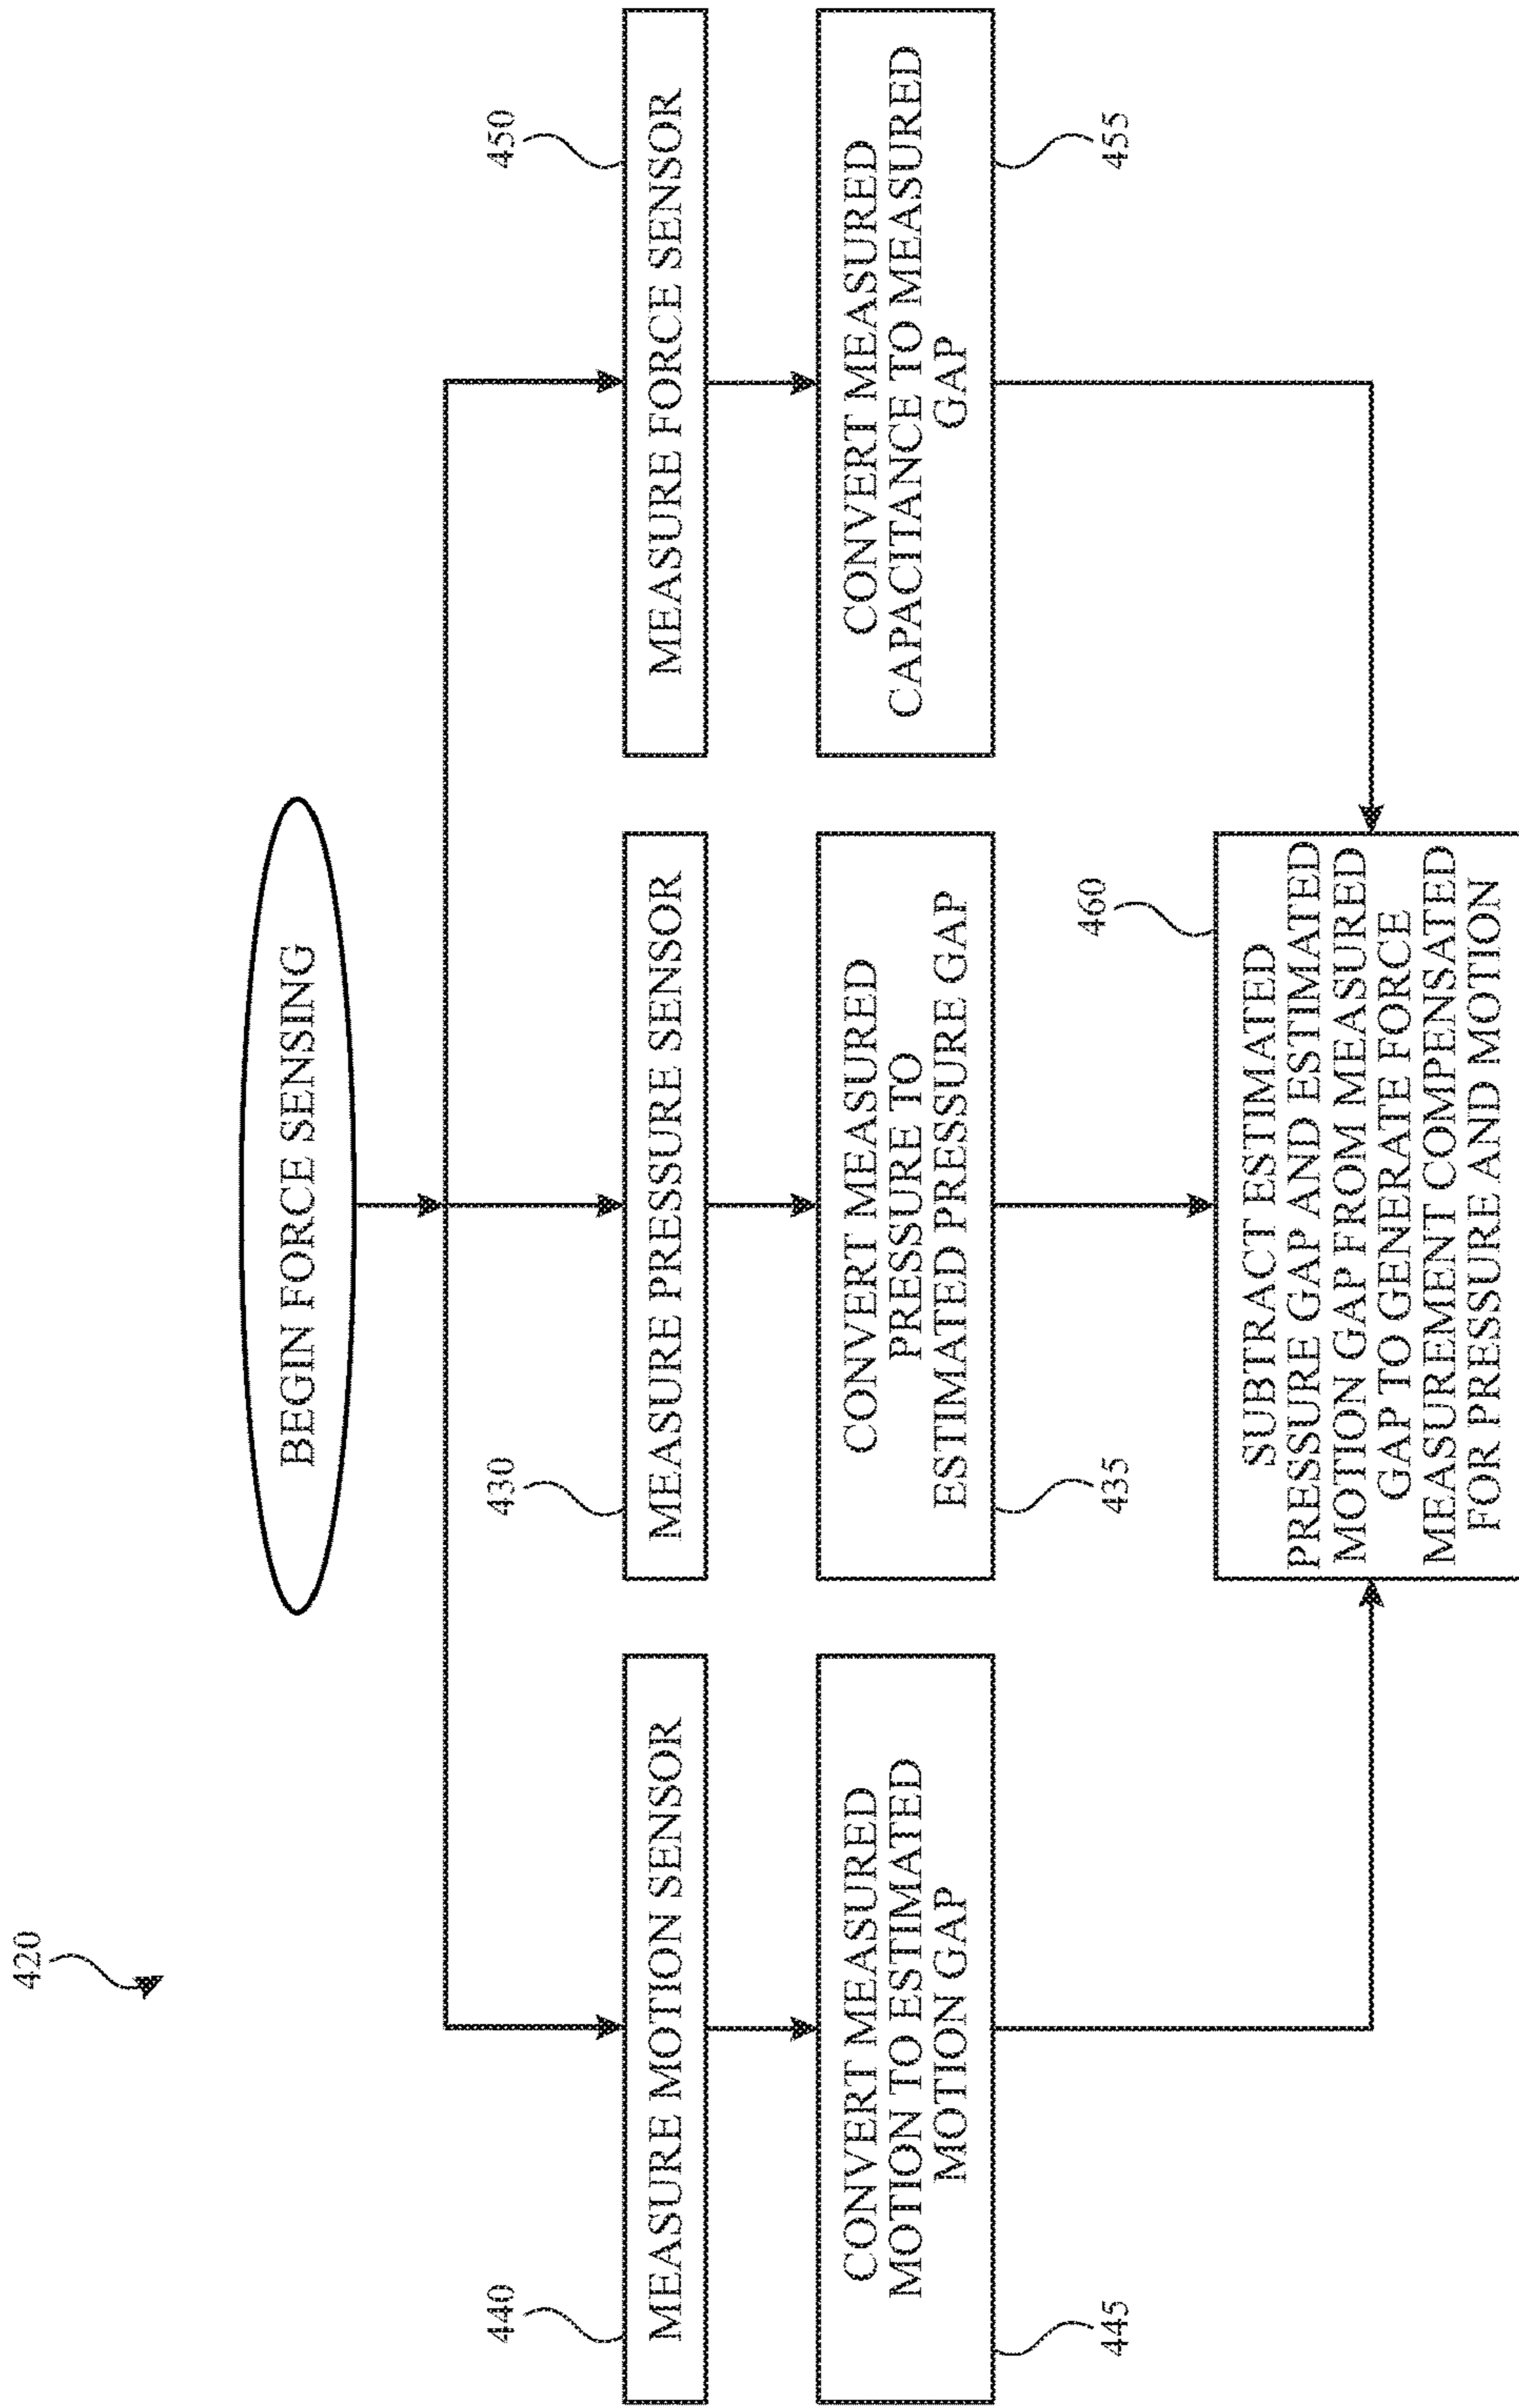 420
BEGIN FORCE SENSING
440
MEASURE MOTION SENSOR
430
MEASURE PRESSURE SENSOR
450
MEASURE FORCE SENSOR
CONVERT MEASURED
MOTION TO ESTIMATED
MOTION GAP
445
CONVERT MEASURED
PRESSURE TO
ESTIMATED PRESSURE GAP
435
CONVERT MEASURED
CAPACITANCE TO MEASURED
GAP
455
460
SUBTRACT ESTIMATED
PRESSURE GAP AND ESTIMATED
MOTION GAP FROM MEASURED
GAP TO GENERATE FORCE
MEASUREMENT COMPENSATED
FOR PRESSURE AND MOTION